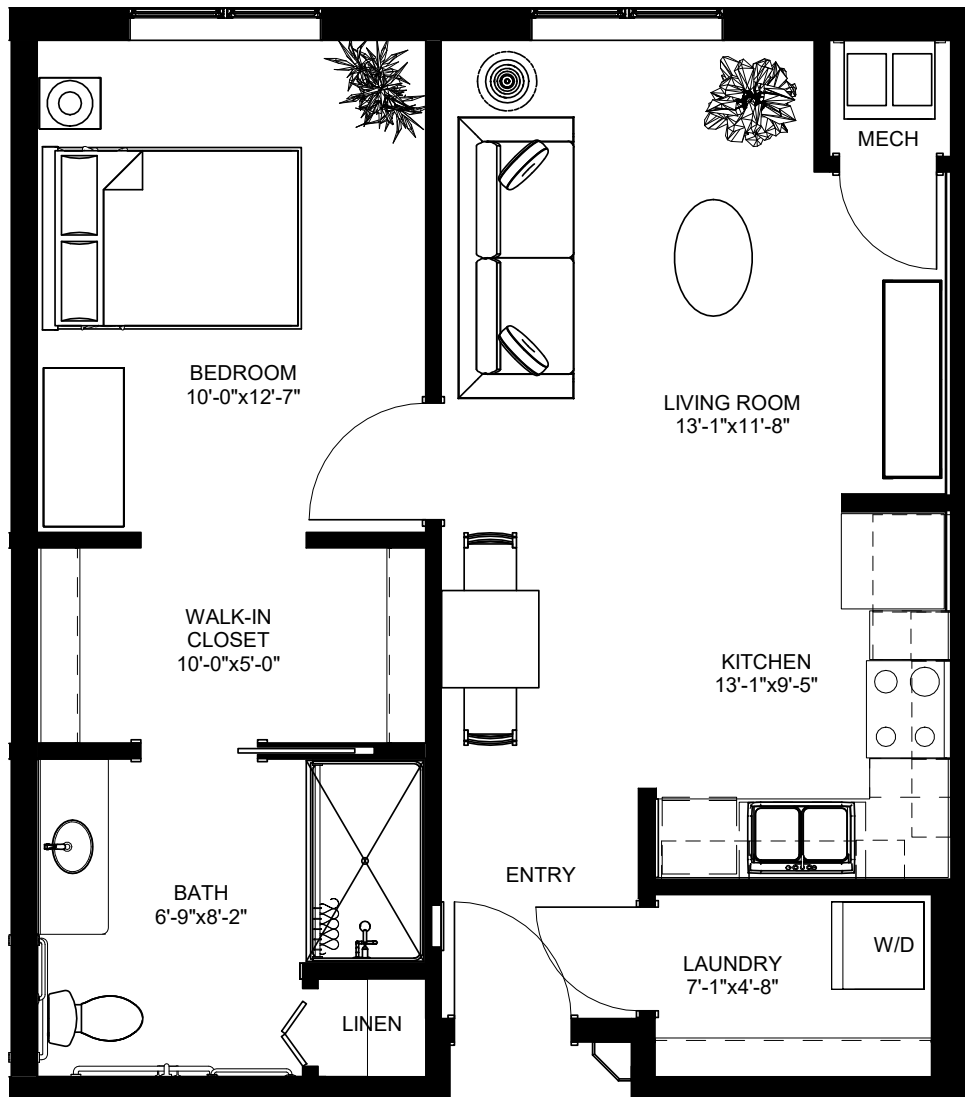 MECH
BEDROOM
10'-0"x12'-7"
LIVING ROOM
13'-1"x11'-8"
WALK-IN
CLOSET
10'-0"x5'-0"
KITCHEN
13'-1"x9'-5"
ENTRY
BATH
6'-9"x8'-2"
W/D
LAUNDRY
7'-1"x4'-8"
LINEN